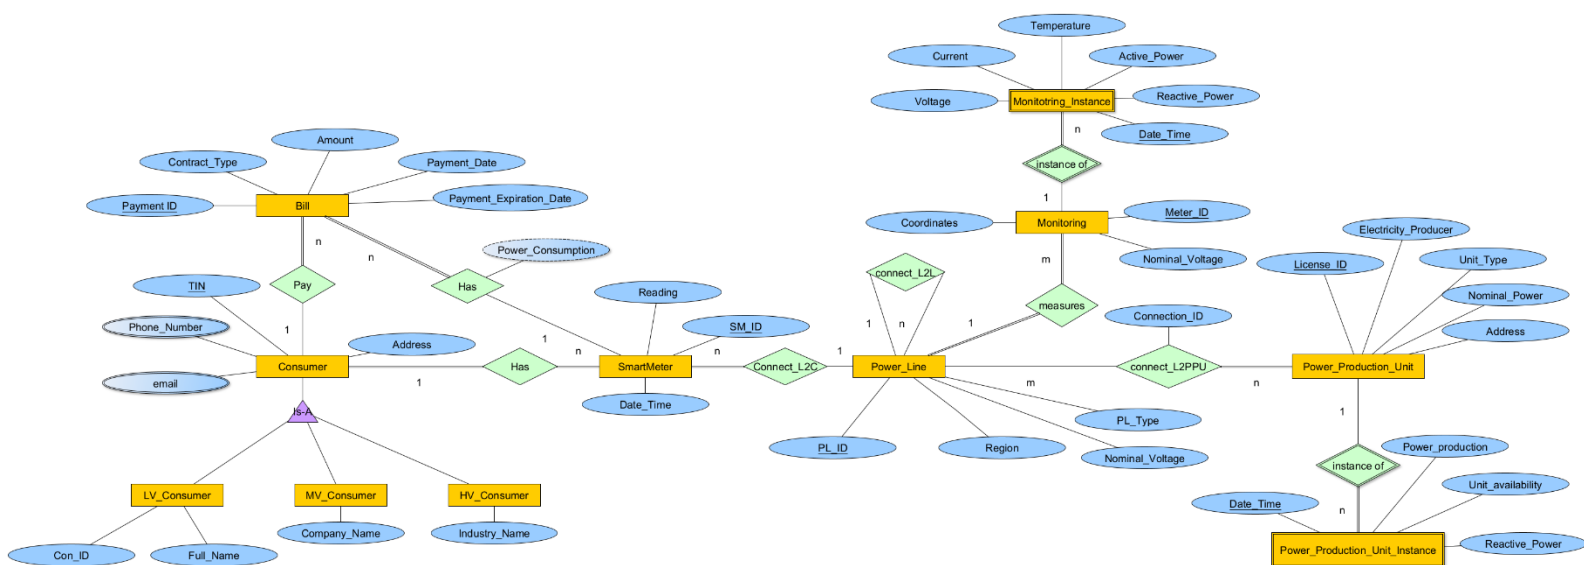 Temperature
Current
Active_Power
Voltage
Monitotring_Instance
Reactive_Power
n
Date_Time
Amount
Contract_Type
Payment_Date
instance of
Payment ID
Bill
Payment_Expiration_Date
1
Coordinates
Monitoring
Meter_ID
Electricity_Producer
n
n
Power_Consumption
m
Nominal_Voltage
License_ID
Unit_Type
connect_L2L
Pay
Has
TIN
Reading
measures
Nominal_Power
Phone_Number
SM_ID
1
n
1
Connection_ID
Address
1
Address
1
n
n
1
Consumer
Has
SmartMeter
Connect_L2C
Power_Line
connect_L2PPU
Power_Production_Unit
email
1
m
n
Date_Time
Is-A
PL_Type
1
PL_ID
Region
Nominal_Voltage
Power_production
instance of
LV_Consumer
MV_Consumer
HV_Consumer
Unit_availability
Date_Time
n
Company_Name
Industry_Name
Con_ID
Full_Name
Power_Production_Unit_Instance
Reactive_Power